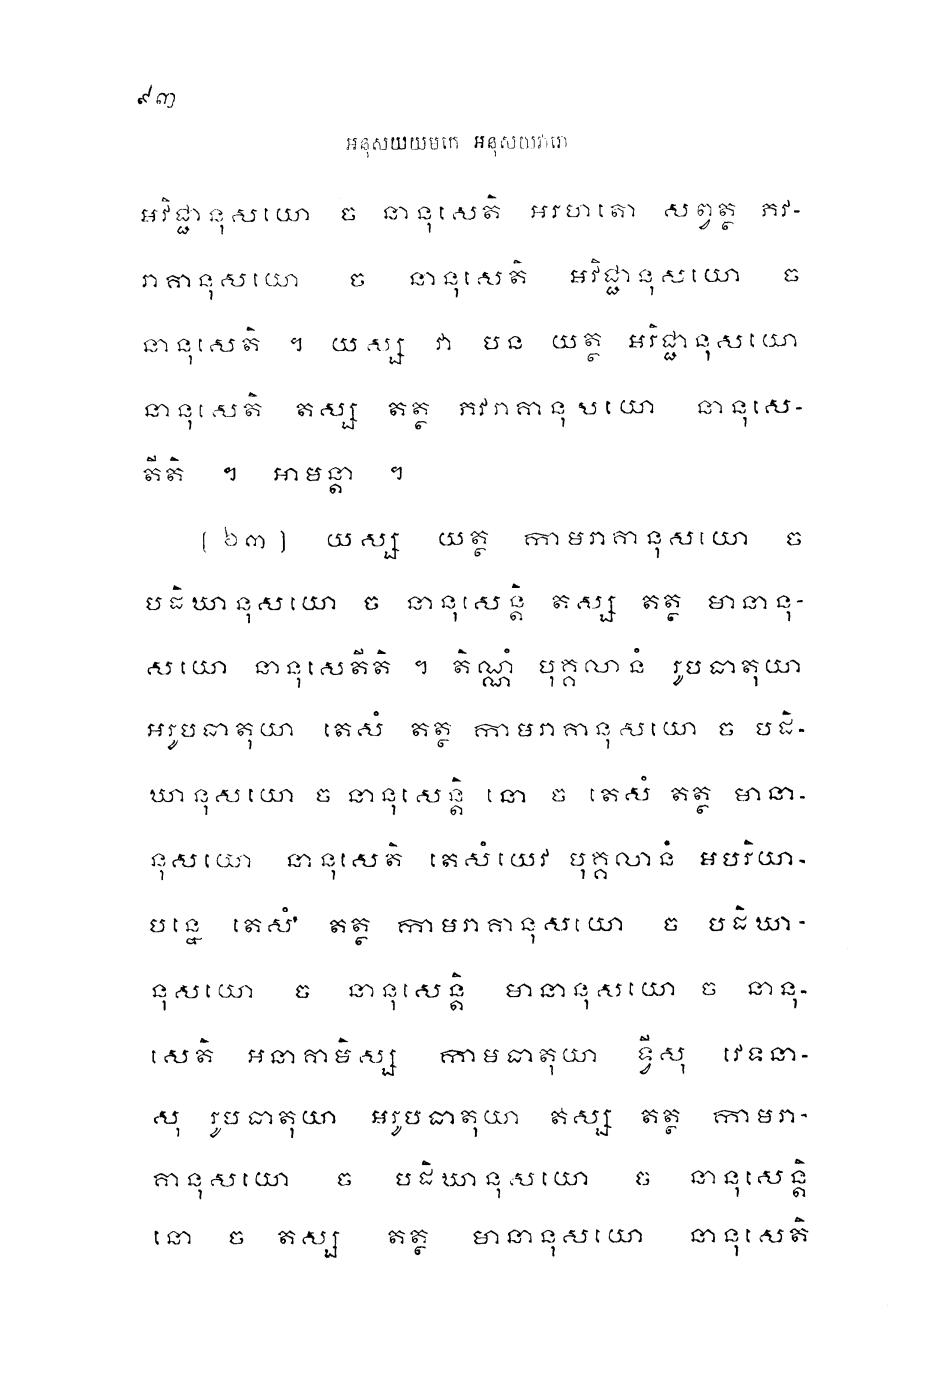 ៩៣
អនុសយយមកេ អនុសយវារោ
អវិជ្ជានុសយោ ច នានុសេតិ អរហតោ សព្វត្ថ ភវ-
រាគានុសយោ ច នានុសេតិ អវិជ្ជានុសយោ ច
នានុសេតិ ។ យស្ស វា បន យត្ថ អវិជ្ជានុសយោ
នានុសេតិ តស្ស តត្ថ ភវរាគានុសយោ នានុសេ-
តីតិ ។ អាមន្តា ។
[ ៦៣ ] យស្ស យត្ថ កាមរាគានុសយោ ច
បដិឃានុសយោ ច នានុសេន្តិ តស្ស តត្ថ មានានុ-
សយោ នានុសេតីតិ ។ តិណ្ណំ បុគ្គលានំ រូបធាតុយា
អរូបធាតុយា តេសំ តត្ថ កាមរាគានុសយោ ច បដិ-
ឃានុសយោ ច នានុសេន្តិ នោ ច តេសំ តត្ថ មានា-
នុសយោ នានុសេតិ តេសំយេវ បុគ្គលានំ អបរិយា-
បន្នេ តេសំ តត្ថ កាមរាគានុសយោ ច បដិឃា-
នុសយោ ច នានុសេន្តិ មានានុសយោ ច នានុ-
សេតិ អនាគាមិស្ស កាមធាតុយា ទ្វីសុ វេទនា-
សុ រូបធាតុយា អរូបធាតុយា តស្ស តត្ថ កាមរា-
គានុសយោ ច បដិឃានុសយោ ច នានុសេន្តិ
នោ ច តស្ស តត្ថ មានានុសយោ នានុសេតិ